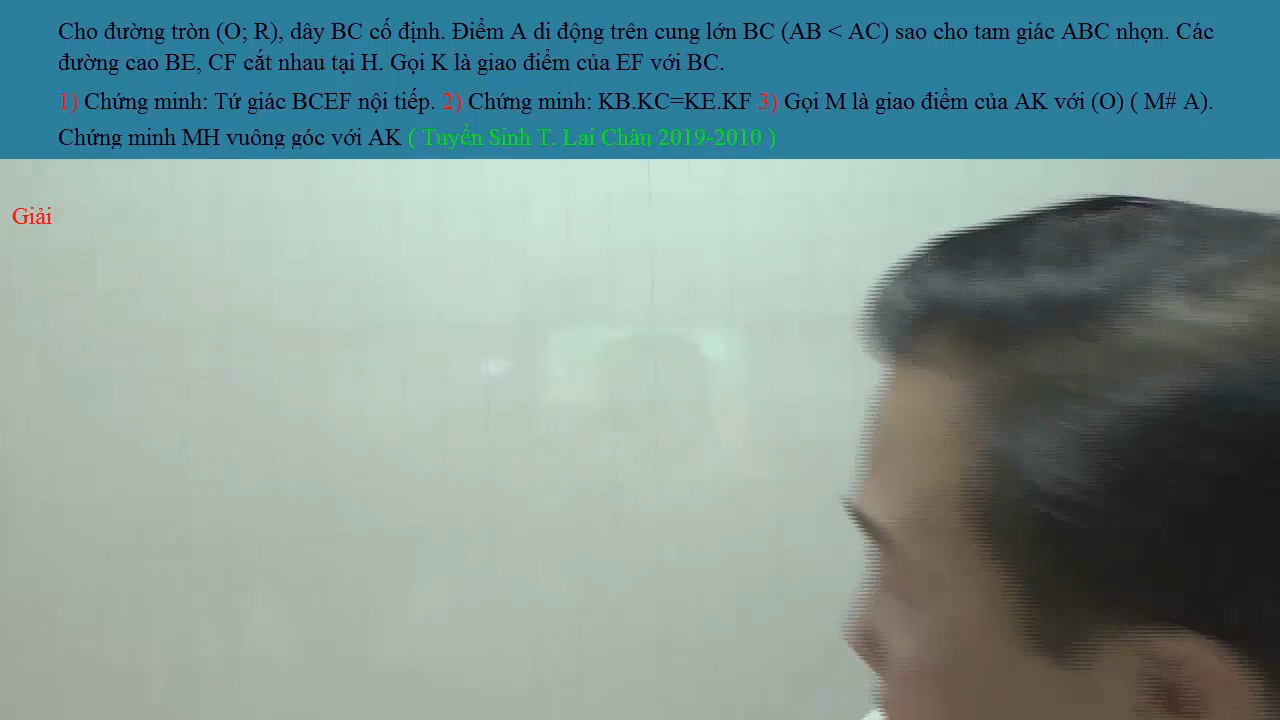 Cho đường tròn (O; R), dây BC cố định. Điểm A di động trên cung lớn BC (AB < AC) sao cho tam giác ABC nhọn. Các
đường cao BE, CF cắt nhau tại H. Gọi K là giao điểm của EF với BC.
1) Chứng minh: Tứ giác BCEF nội tiếp. 2) Chứng minh: KB.KC=KE.KF 3) Gọi M là giao điểm của AK với (O) ( M# A).
Chứng minh MH vuông góc với AK ( Tuyển Sinh T. Lai Châu 2019-2010 )
Giải